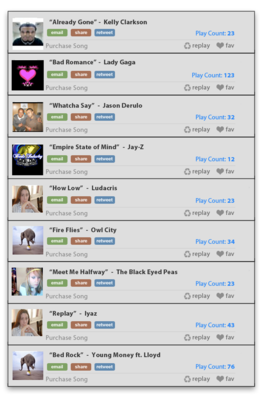 "Already Gone" - Kelly Clarkson
email share retweet Play Count: 23
Purchase Song replay fav
"Bad Romance" - Lady Gaga
email share retweet Play Count: 123
Purchase Song replay fav
"Whatcha Say" - Jason Derulo
email share retweet Play Count: 32
Purchase Song replay fav
"Empire State of Mind" - Jay-Z
email share retweet Play Count: 12
Purchase Song replay fav
"How Low" - Ludacris
email share retweet Play Count: 23
Purchase Song replay fav
"Fire Flies" - Owl City
email share retweet Play Count: 34
Purchase Song replay fav
"Meet Me Halfway" - The Black Eyed Peas
email share retweet Play Count: 23
Purchase Song replay fav
"Replay" - Iyaz
email share retweet Play Count: 43
Purchase Song replay fav
"Bed Rock" - Young Money ft. Lloyd
email share retweet Play Count: 76
Purchase Song replay fav